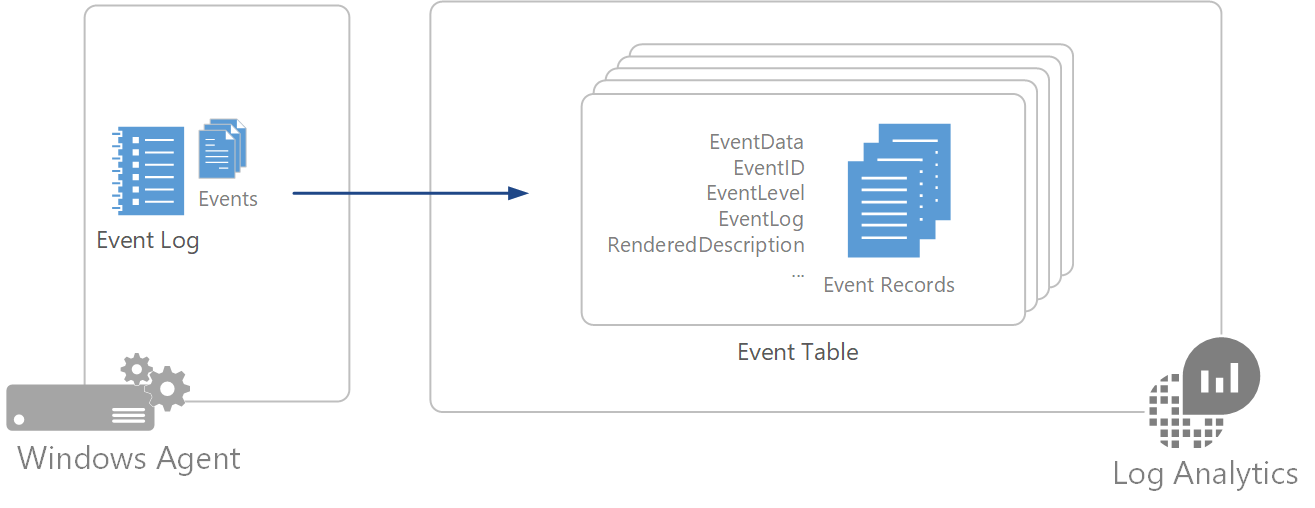 Events
Event Log
Windows Agent
EventData
EventID
EventLevel
EventLog
RenderedDescription
...
Event Records
Event Table
Log Analytics